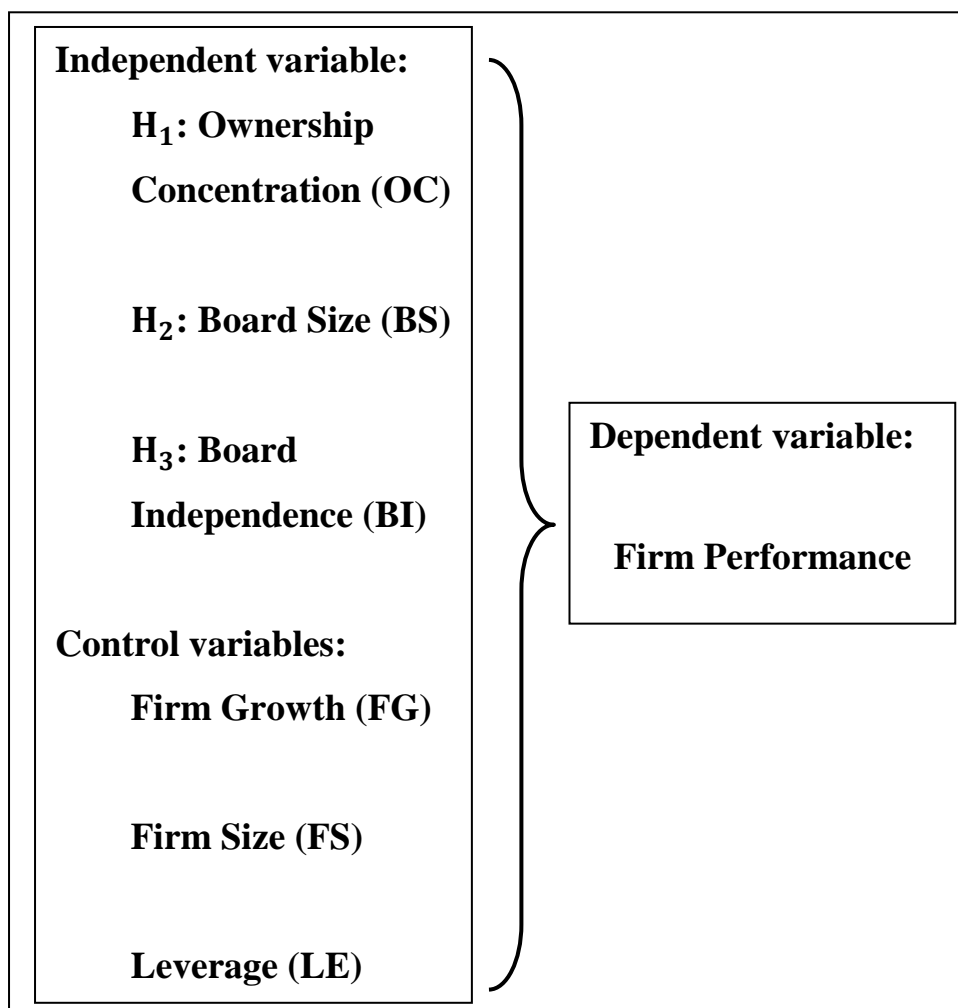 Independent variable:
H₁: Ownership
Concentration (OC)
H₂: Board Size (BS)
H₃: Board
Independence (BI)
Control variables:
Firm Growth (FG)
Firm Size (FS)
Leverage (LE)
Dependent variable:
Firm Performance